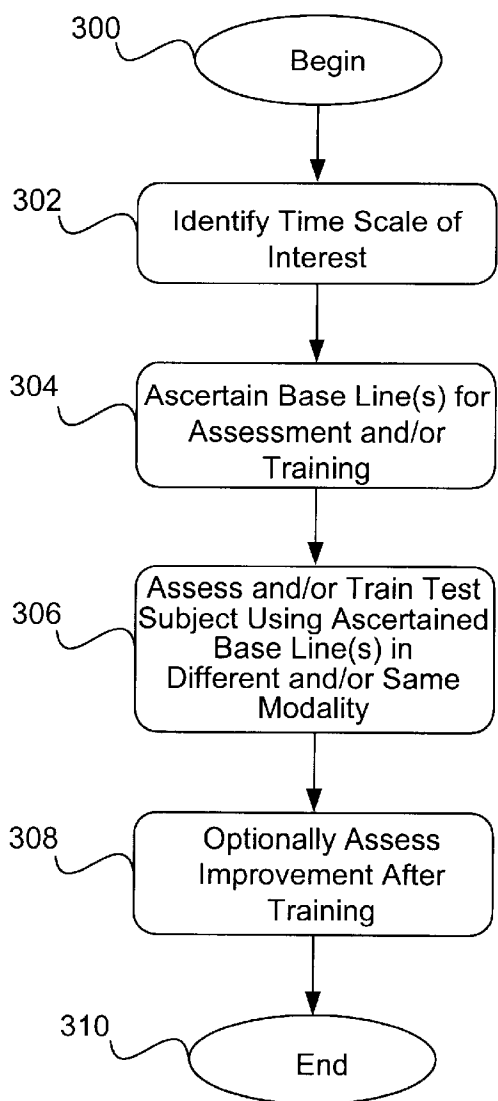 300
Begin
302
Identify Time Scale of
Interest
304
Ascertain Base Line(s) for
Assessment and/or
Training
306
Assess and/or Train Test
Subject Using Ascertained
Base Line(s) in
Different and/or Same
Modality
308
Optionally Assess
Improvement After
Training
310
End